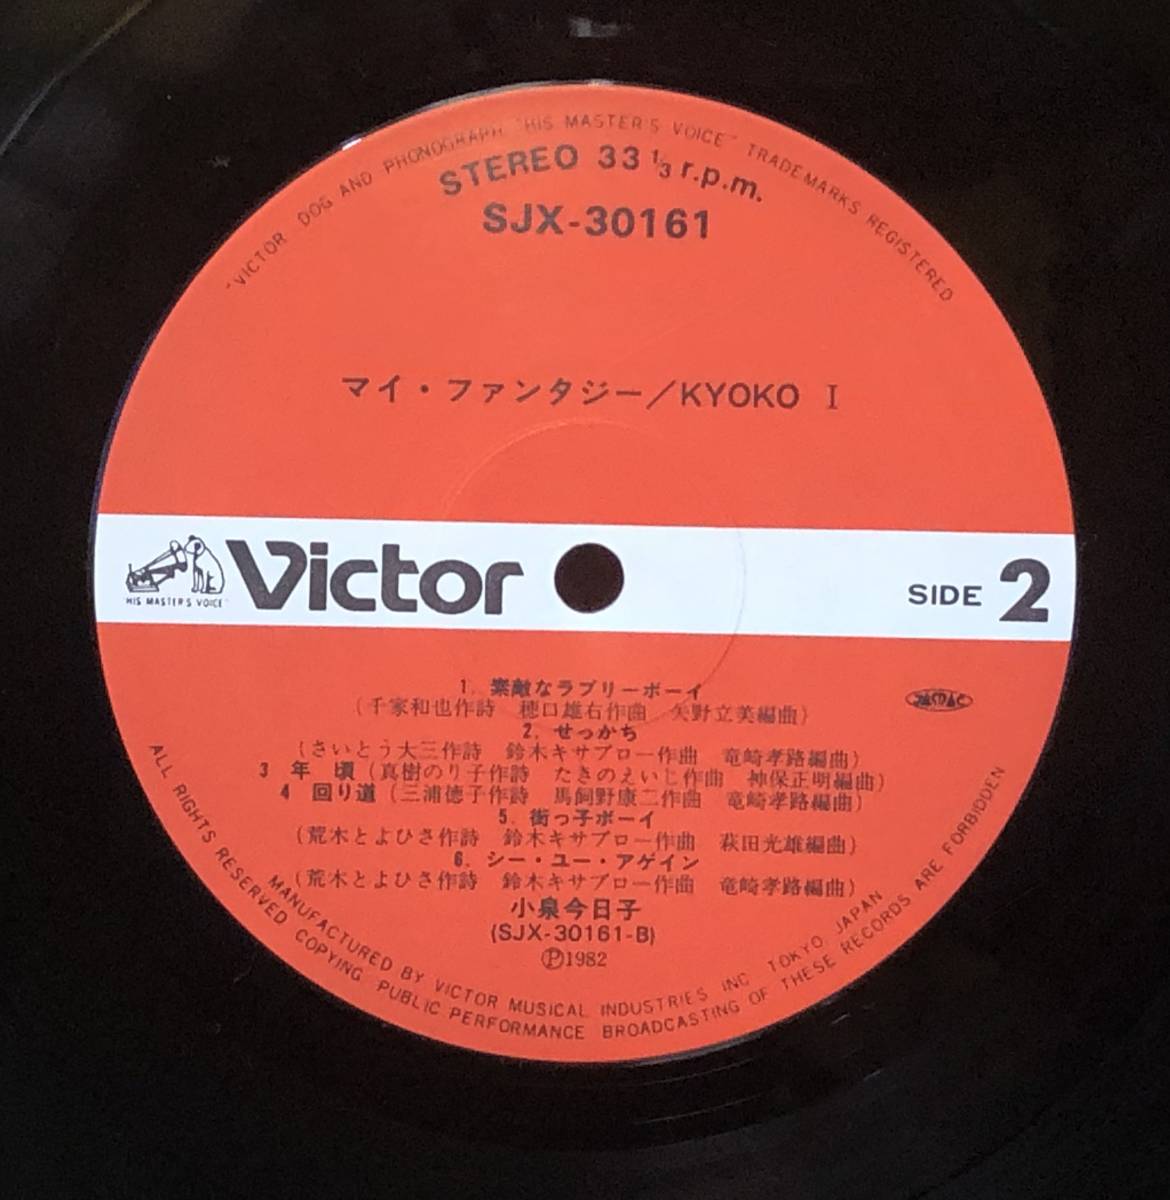 "VICTOR DOG AND PHONOGRAPH "HIS MASTER'S VOICE" TRADEMARKS REGISTERED
STEREO 33 1/3 r.p.m.
SJX-30161
マイ・ファンタジー/KYOKO I
HIS MASTER'S VOICE
Victor
SIDE 2
1. 素敵なラブリーボーイ
(千家和也作詩 穂口雄右作曲 矢野立美編曲)
JASRAC
2. せっかち
(さいとう大三作詩 鈴木キサブロー作曲 竜崎孝路編曲)
3 年頃(真樹のり子作詩 たきのえいじ作曲 神保正明編曲)
4 回り道(三浦徳子作詩 馬飼野康二作曲 竜崎孝路編曲)
5.街っ子ボーイ
(荒木とよひさ作詩 鈴木キサブロー作曲 萩田光雄編曲)
6. シー・ユー・アゲイン
(荒木とよひさ作詩 鈴木キサブロー作曲 竜崎孝路編曲)
小泉今日子
(SJX-30161-B)
Ⓟ1982
MANUFACTURED BY VICTOR MUSICAL INDUSTRIES INC TOKYO JAPAN
ALL RIGHTS RESERVED COPYING PUBLIC PERFORMANCE BROADCASTING OF THESE RECORDS ARE FORBIDDEN